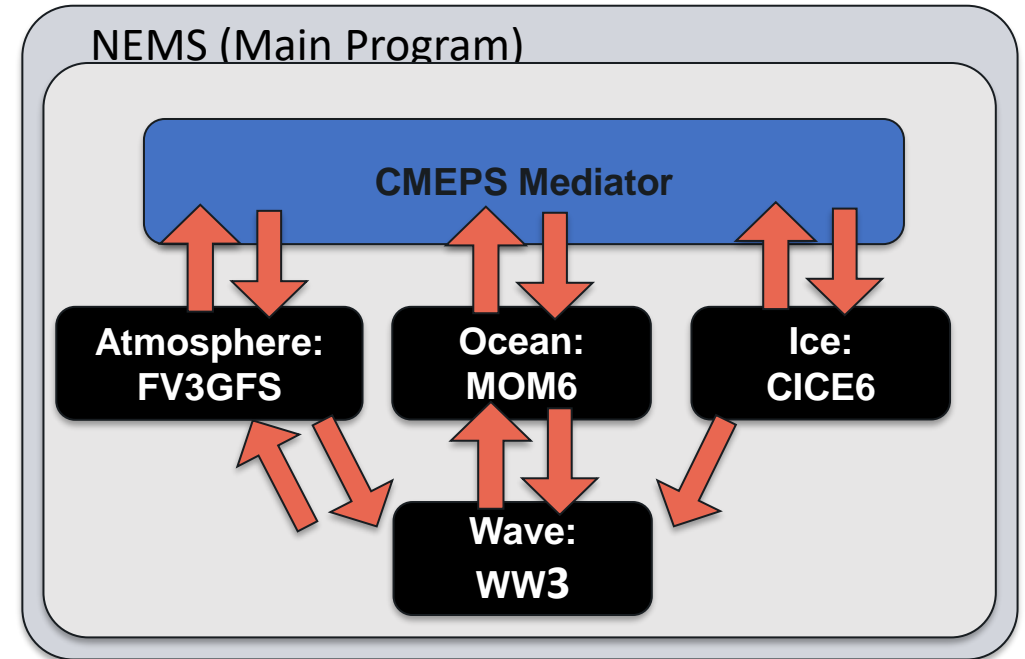 NEMS (Main Program)
CMEPS Mediator
Atmosphere:
FV3GFS
Ocean:
MOM6
Ice:
CICE6
Wave:
WW3